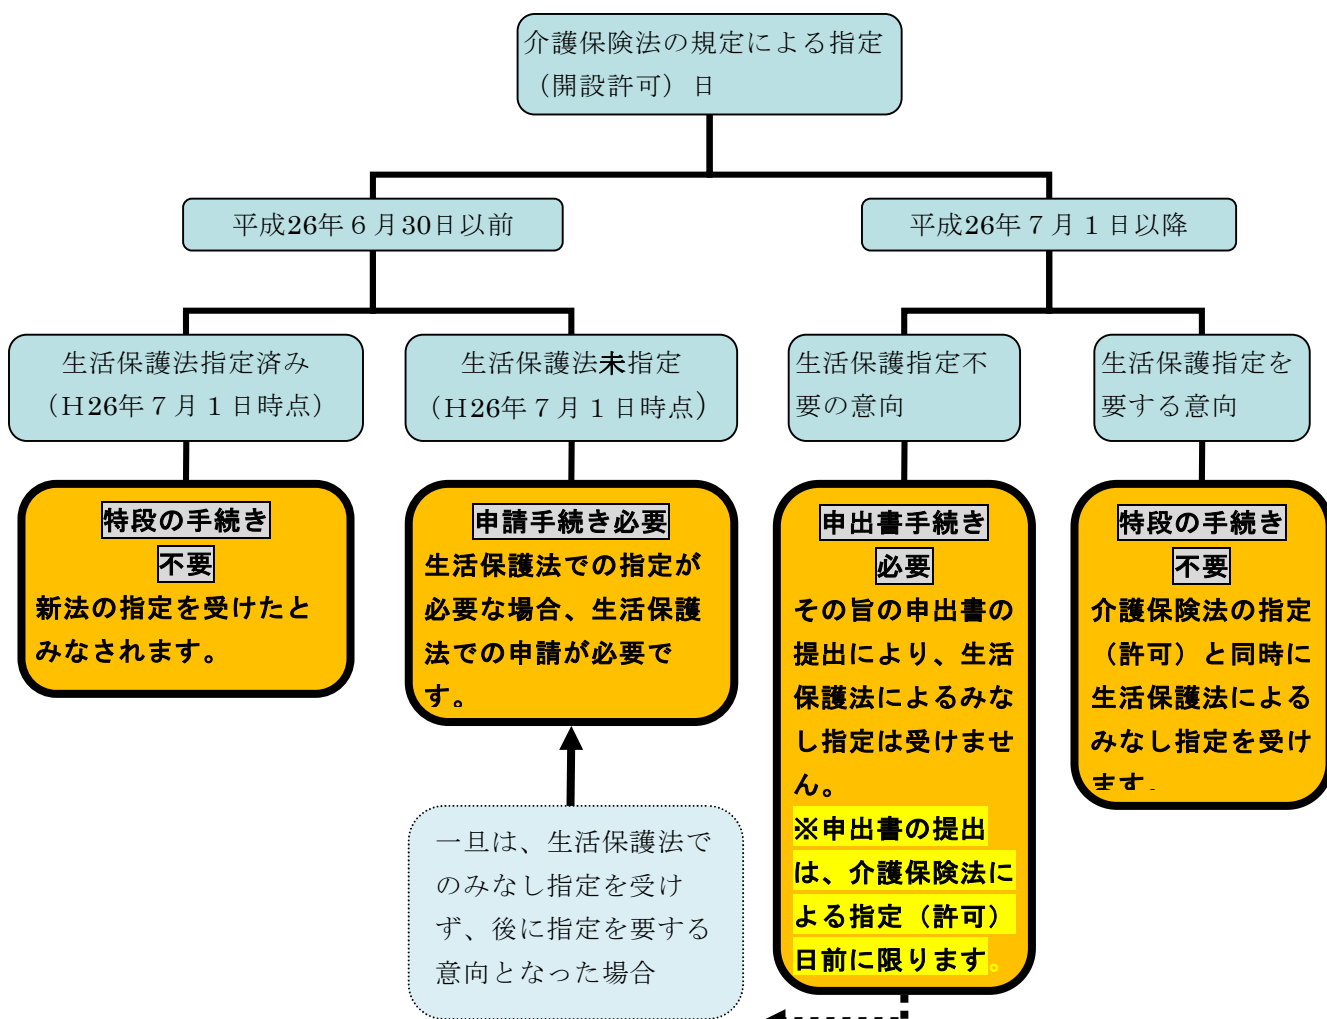 介護保険法の規定による指定
（開設許可）日
平成26年６月30日以前
平成26年７月１日以降
生活保護法指定済み
（H26年７月１日時点）
生活保護法未指定
（H26年７月１日時点）
生活保護指定不
要の意向
生活保護指定を
要する意向
特段の手続き
不要
新法の指定を受けたと
みなされます。
申請手続き必要
生活保護法での指定が
必要な場合、生活保護
法での申請が必要で
す。
申出書手続き
必要
その旨の申出書の
提出により、生活
保護法によるみな
し指定は受けませ
ん。
※申出書の提出
は、介護保険法に
よる指定（許可）
日前に限ります。
特段の手続き
不要
介護保険法の指定
（許可）と同時に
生活保護法による
みなし指定を受け
ます。
一旦は、生活保護法で
のみなし指定を受け
ず、後に指定を要する
意向となった場合